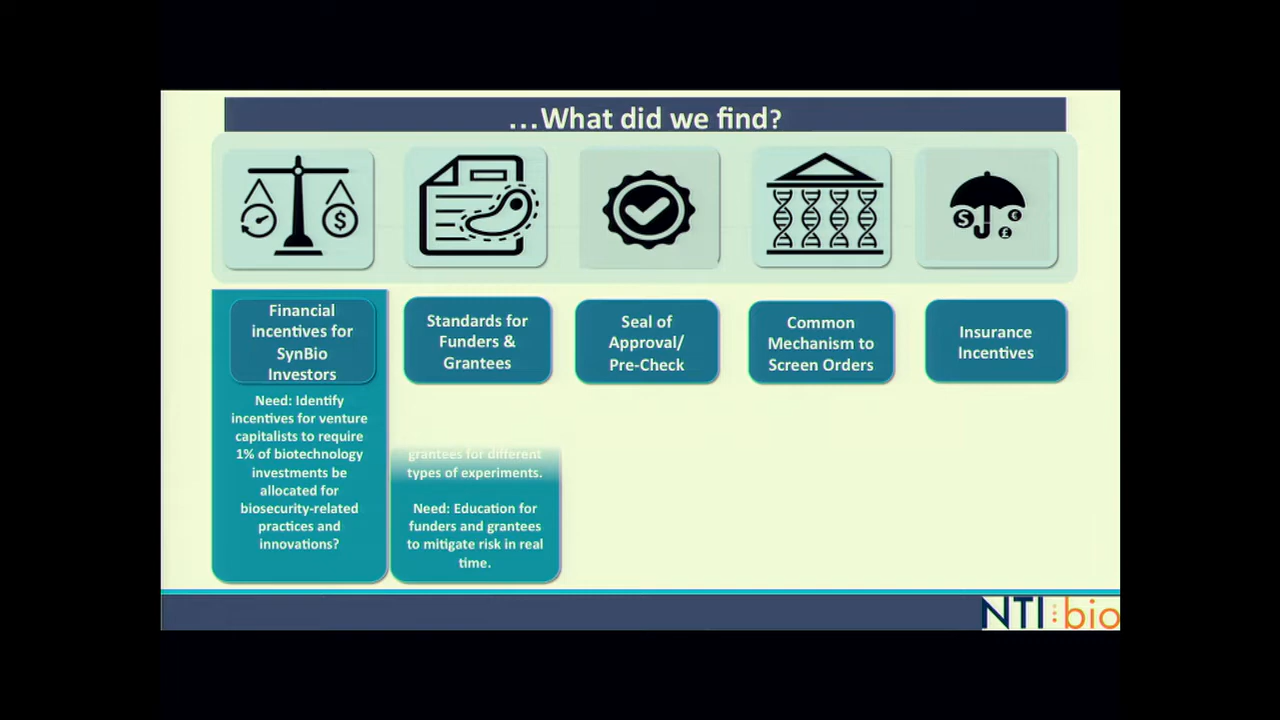 ...What did we find?
Financial
incentives for
SynBio
Investors
Standards for
Funders &
Grantees
Seal of
Approval/
Pre-Check
Common
Mechanism to
Screen Orders
Insurance
Incentives
Need: Identify
incentives for venture
capitalists to require
1% of biotechnology
investments be
allocated for
biosecurity-related
practices and
innovations?
grantees for different
types of experiments.
Need: Education for
funders and grantees
to mitigate risk in real
time.
NTI:bio